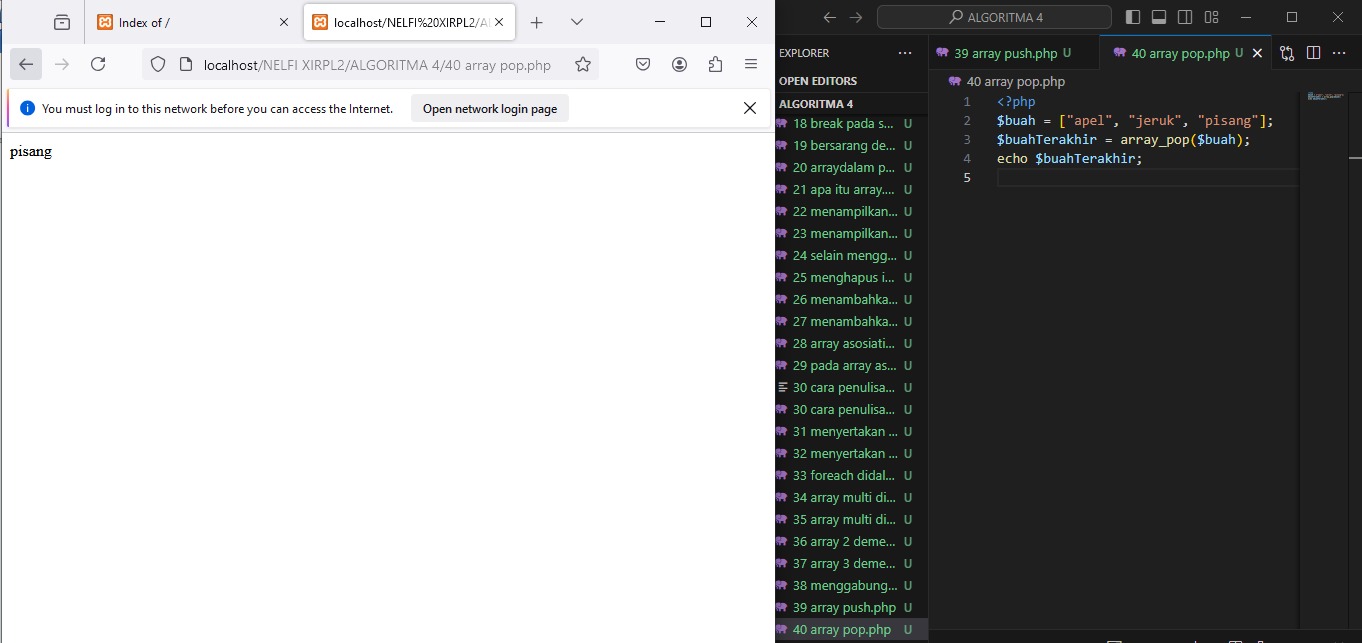 Index of /
localhost/NELFI%20XIRPL2/AL
localhost/NELFI XIRPL2/ALGORITMA 4/40 array pop.php
You must log in to this network before you can access the Internet.
Open network login page
pisang
ALGORITMA 4
EXPLORER
39 array push.php U
40 array pop.php U
OPEN EDITORS
40 array pop.php
ALGORITMA 4
18 break pada s... U
19 bersarang de... U
20 arraydalam p... U
21 apa itu array.... U
22 menampilkan... U
23 menampilkan... U
24 selain mengg... U
25 menghapus i... U
26 menambahka... U
27 menambahka... U
28 array asosiati... U
29 pada array as... U
30 cara penulisa... U
30 cara penulisa... U
31 menyertakan ... U
32 menyertakan ... U
33 foreach didal... U
34 array multi di... U
35 array multi di... U
36 array 2 deme... U
37 array 3 deme... U
38 menggabung... U
39 array push.php U
40 array pop.php U
1 <?php
2 $buah = ["apel", "jeruk", "pisang"];
3 $buahTerakhir = array_pop($buah);
4 echo $buahTerakhir;
5